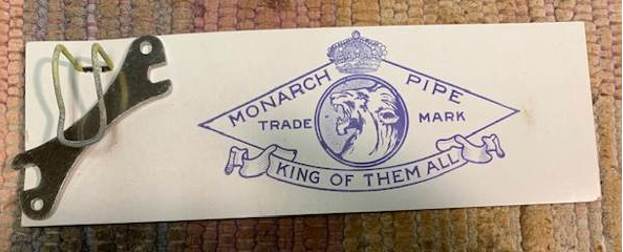 MONARCH PIPE
TRADE MARK
KING OF THEM ALL